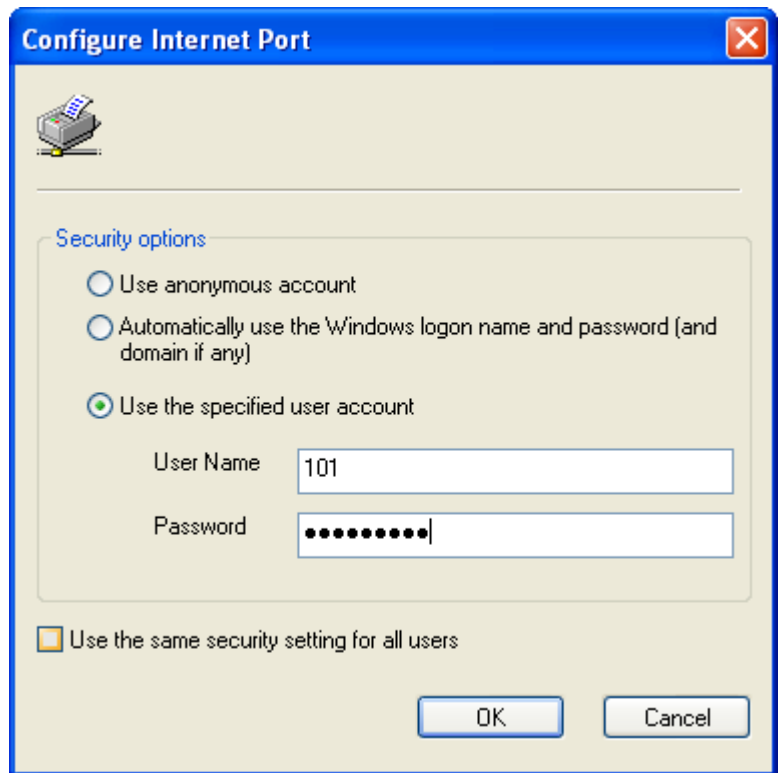 Configure Internet Port
Security options
Use anonymous account
Automatically use the Windows logon name and password (and
domain if any)
Use the specified user account
User Name 101
Password •••••••••
Use the same security setting for all users
OK Cancel